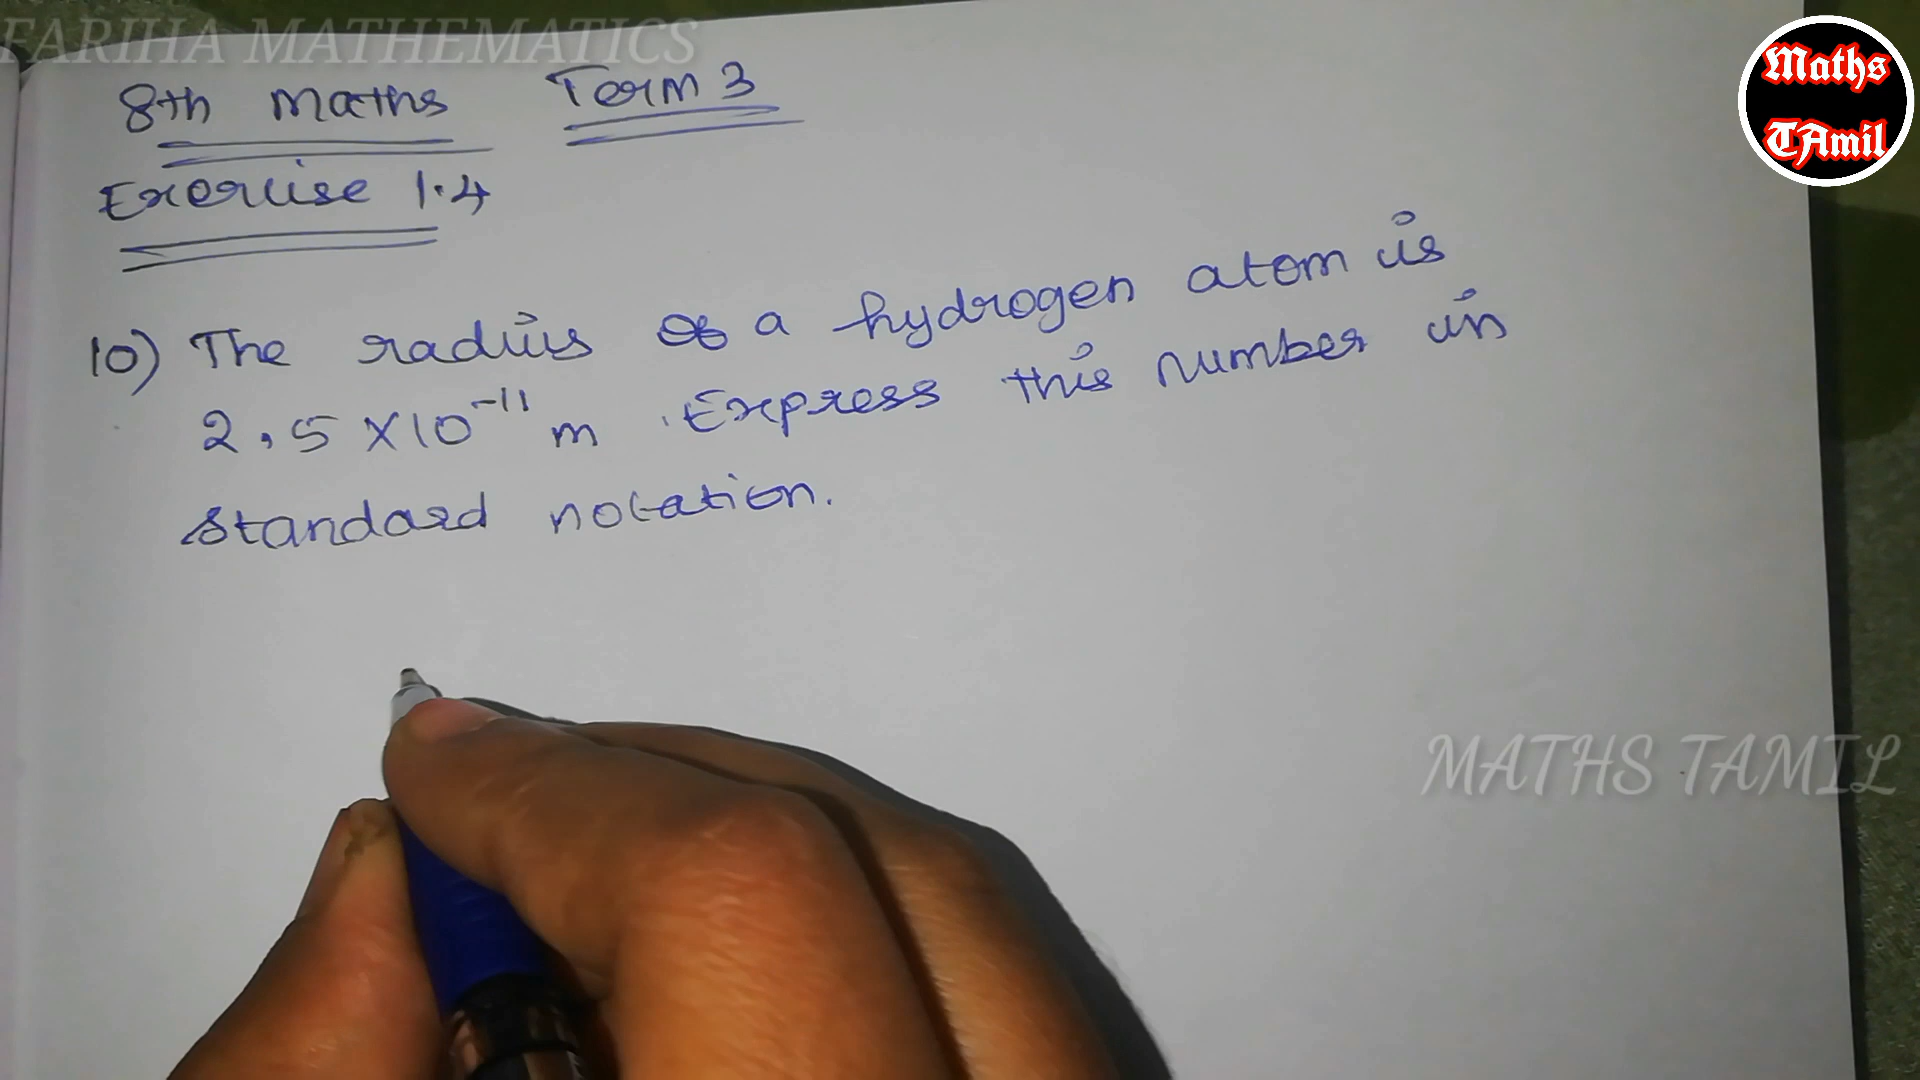 FARIHA MATHEMATICS
Maths
TAmil
8th Maths Term 3
Exercise 1.4
10) The radius of a hydrogen atom is
2.5 × 10⁻¹¹ m. Express this number in
standard notation.
MATHS TAMIL